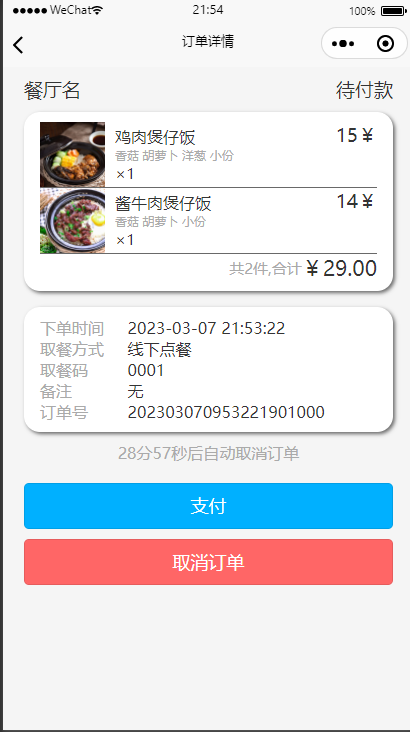 ●●●●● WeChat 21:54 100%
订单详情
餐厅名 待付款
鸡肉煲仔饭 15￥
香菇 胡萝卜 洋葱 小份
×1
酱牛肉煲仔饭 14￥
香菇 胡萝卜 小份
×1
共2件,合计￥29.00
下单时间 2023-03-07 21:53:22
取餐方式 线下点餐
取餐码 0001
备注 无
订单号 202303070953221901000
28分57秒后自动取消订单
支付
取消订单